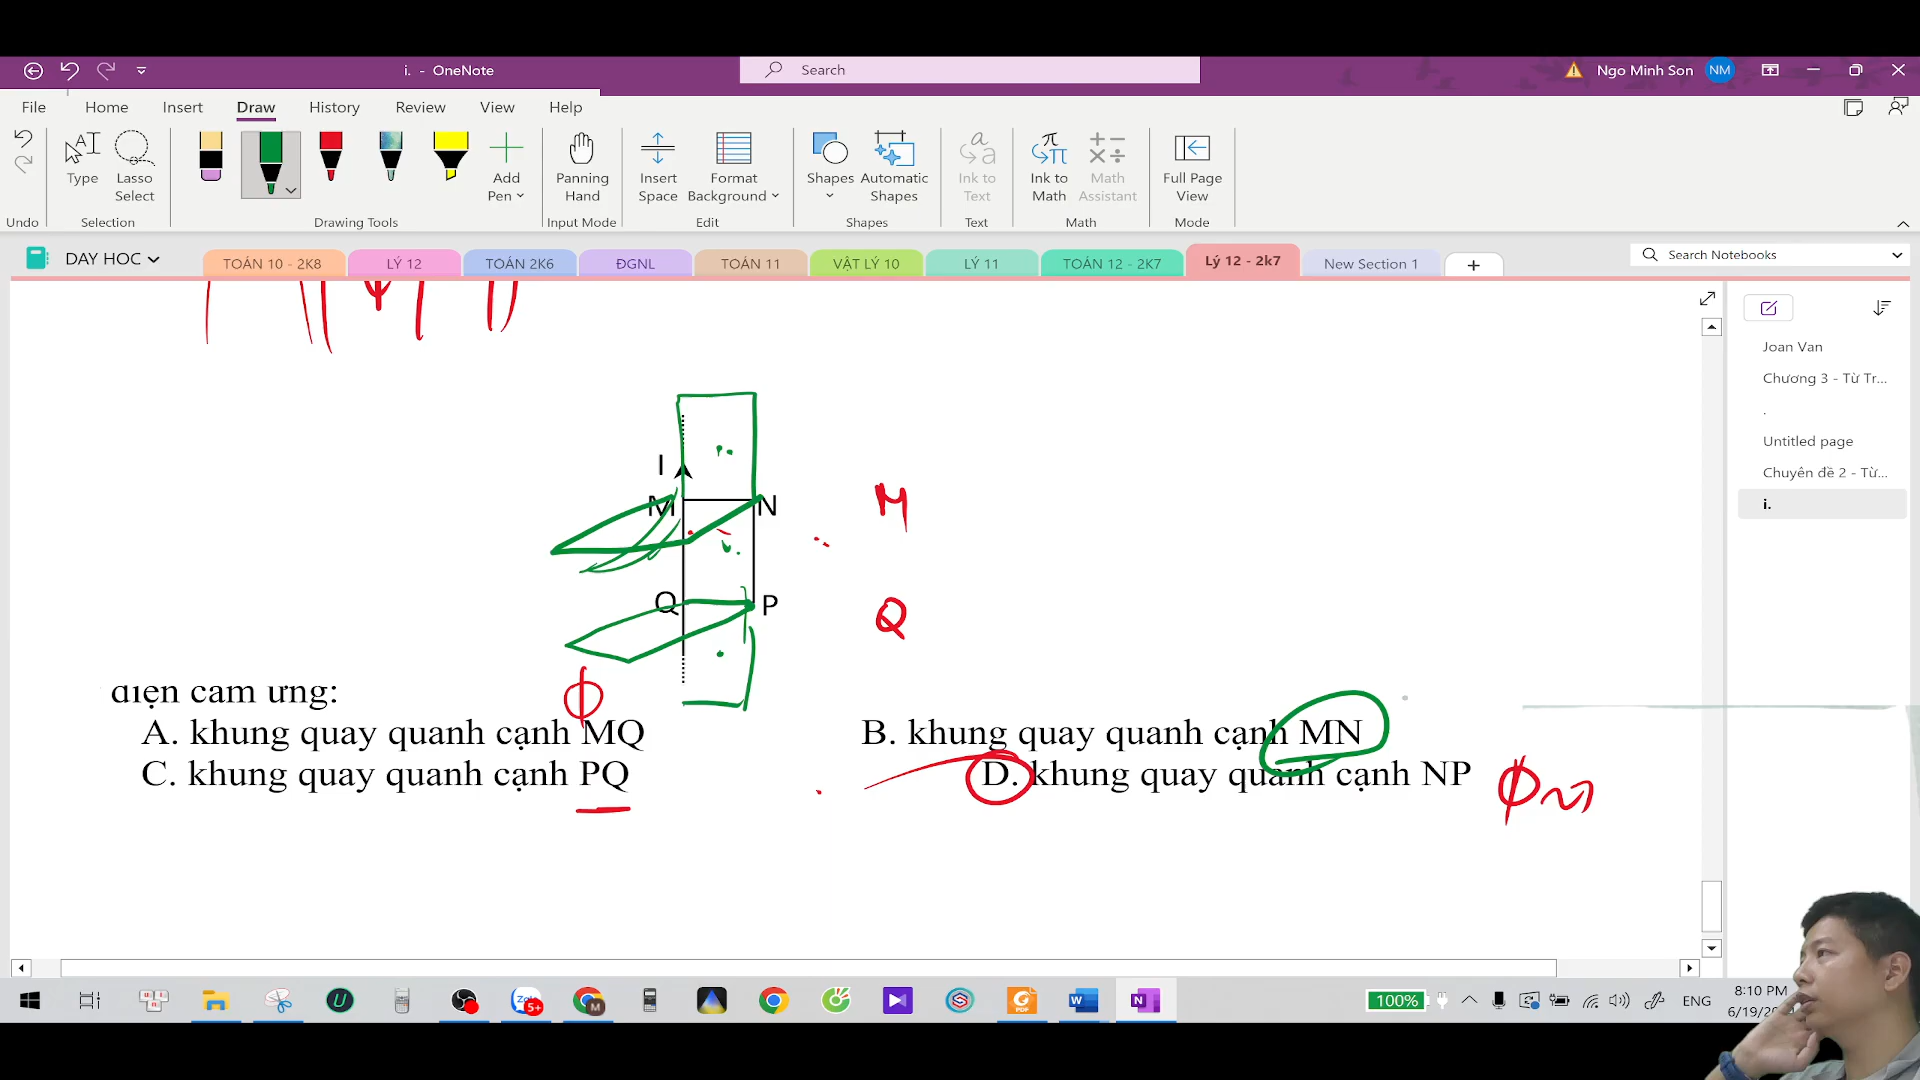 i. - OneNote
Search
Ngo Minh Son NM
File Home Insert Draw History Review View Help
Type
Lasso Select
Add Pen
Panning Hand
Insert Space
Format Background
Shapes
Automatic Shapes
Ink to Text
Ink to Math
Math Assistant
Full Page View
Undo Selection Drawing Tools Input Mode Edit Shapes Text Math Mode
DAY HOC
TOÁN 10 - 2K8 LÝ 12 TOÁN 2K6 ĐGNL TOÁN 11 VẬT LÝ 10 LÝ 11 TOÁN 12 - 2K7 Lý 12 - 2k7 New Section 1
Search Notebooks
Joan Van
Chương 3 - Từ Tr...
.
Untitled page
Chuyên đề 2 - Từ...
i.
I
M N M
Q P Q
điện cảm ứng:
ϕ
A. khung quay quanh cạnh MQ B. khung quay quanh cạnh MN
C. khung quay quanh cạnh PQ D. khung quay quanh cạnh NP ϕ
100% ENG
8:10 PM